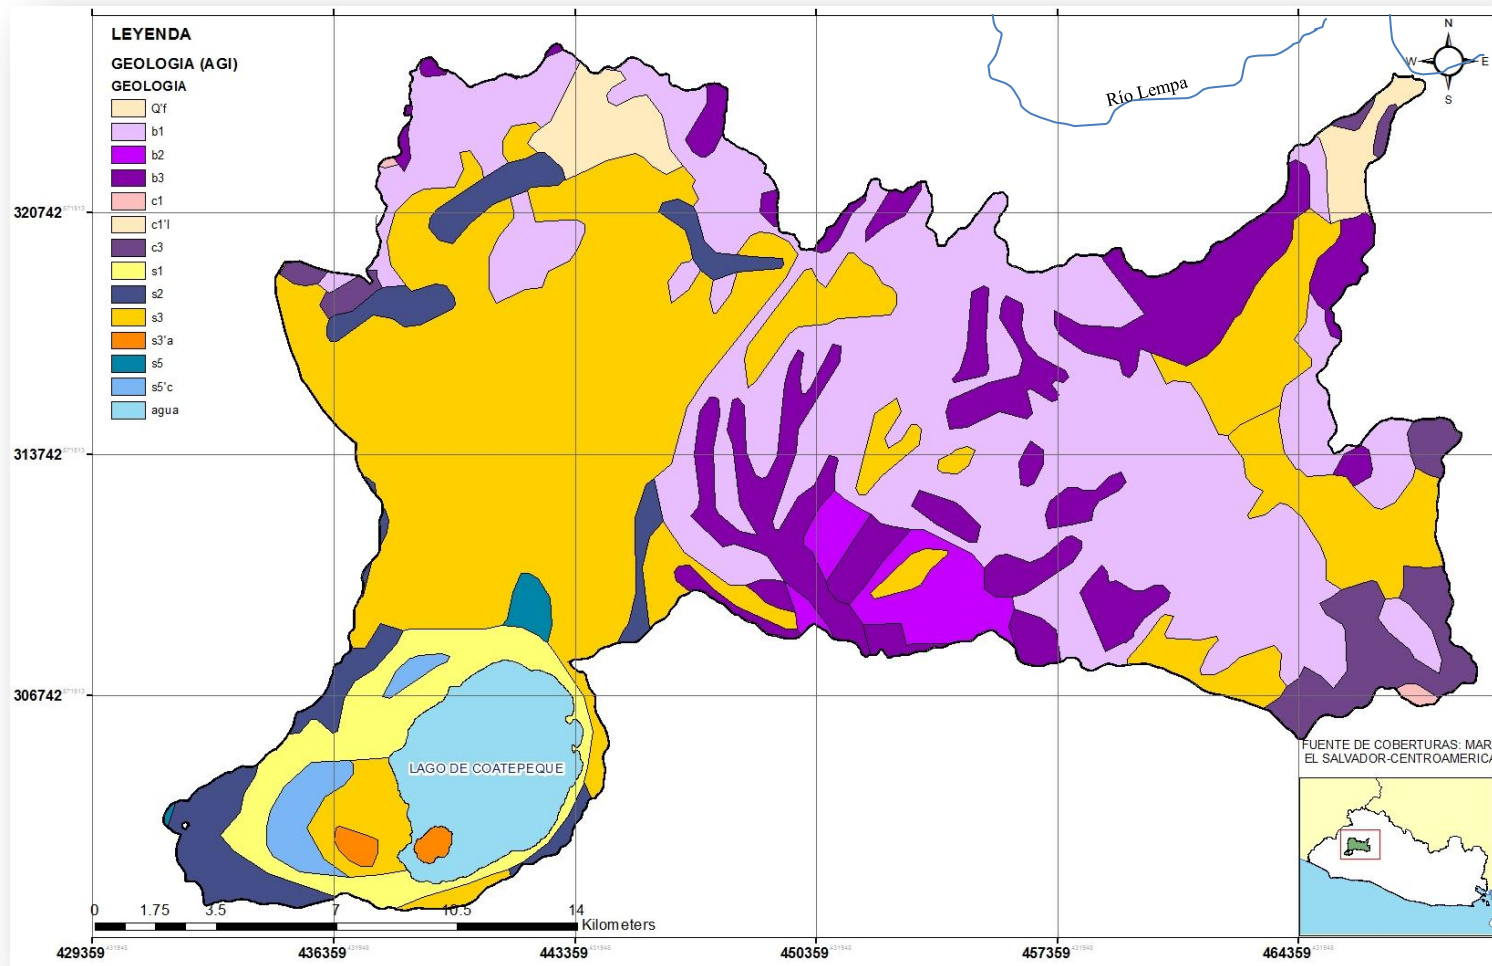 LEYENDA
GEOLOGIA (AGI)
GEOLOGIA
Q'f
b1
b2
b3
c1
c1'l
c3
s1
s2
s3
s3'a
s5
s5'c
agua
N
W E
S
Río Lempa
320742
313742
306742
LAGO DE COATEPEQUE
FUENTE DE COBERTURAS: MAR
EL SALVADOR-CENTROAMERICA
0 1.75 3.5 7 10.5 14
Kilometers
429359 436359 443359 450359 457359 464359